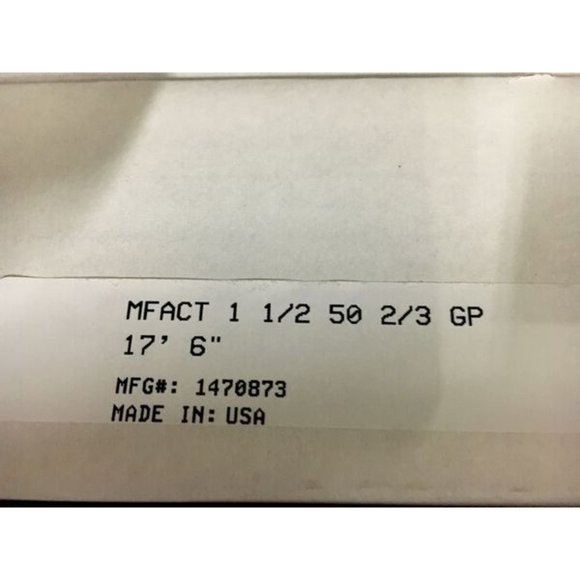 MFACT 1 1/2 50 2/3 GP
17' 6"
MFG#: 1470873
MADE IN: USA